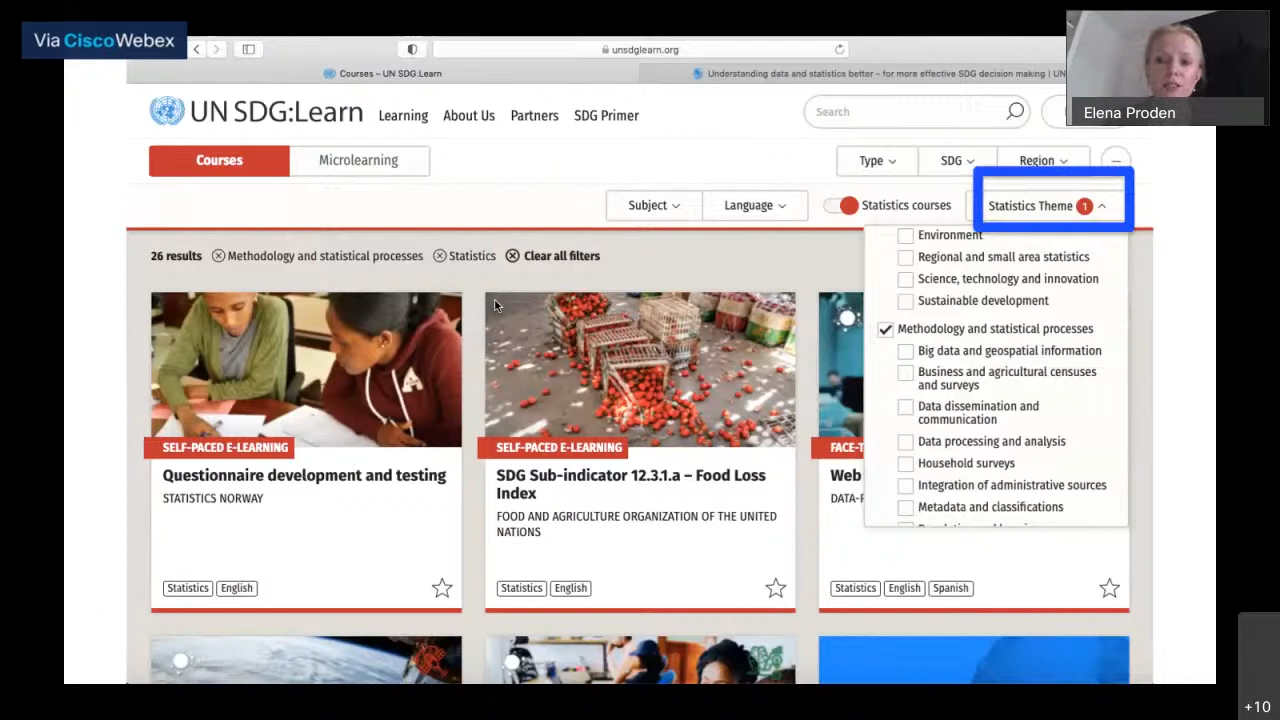 Via CiscoWebex
unsdglearn.org
Courses – UN SDG:Learn
Understanding data and statistics better – for more effective SDG decision making | UN
Elena Proden
UN SDG:Learn
Learning
About Us
Partners
SDG Primer
Search
Courses
Microlearning
Type
SDG
Region
Subject
Language
Statistics courses
Statistics Theme 1
26 results
Methodology and statistical processes
Statistics
Clear all filters
Environment
Regional and small area statistics
Science, technology and innovation
Sustainable development
Methodology and statistical processes
Big data and geospatial information
Business and agricultural censuses
and surveys
Data dissemination and
communication
Data processing and analysis
Household surveys
Integration of administrative sources
Metadata and classifications
SELF-PACED E-LEARNING
Questionnaire development and testing
STATISTICS NORWAY
Statistics
English
SELF-PACED E-LEARNING
SDG Sub-indicator 12.3.1.a – Food Loss
Index
FOOD AND AGRICULTURE ORGANIZATION OF THE UNITED
NATIONS
Statistics
English
FACE-T
Web
DATA-
Statistics
English
Spanish
+10